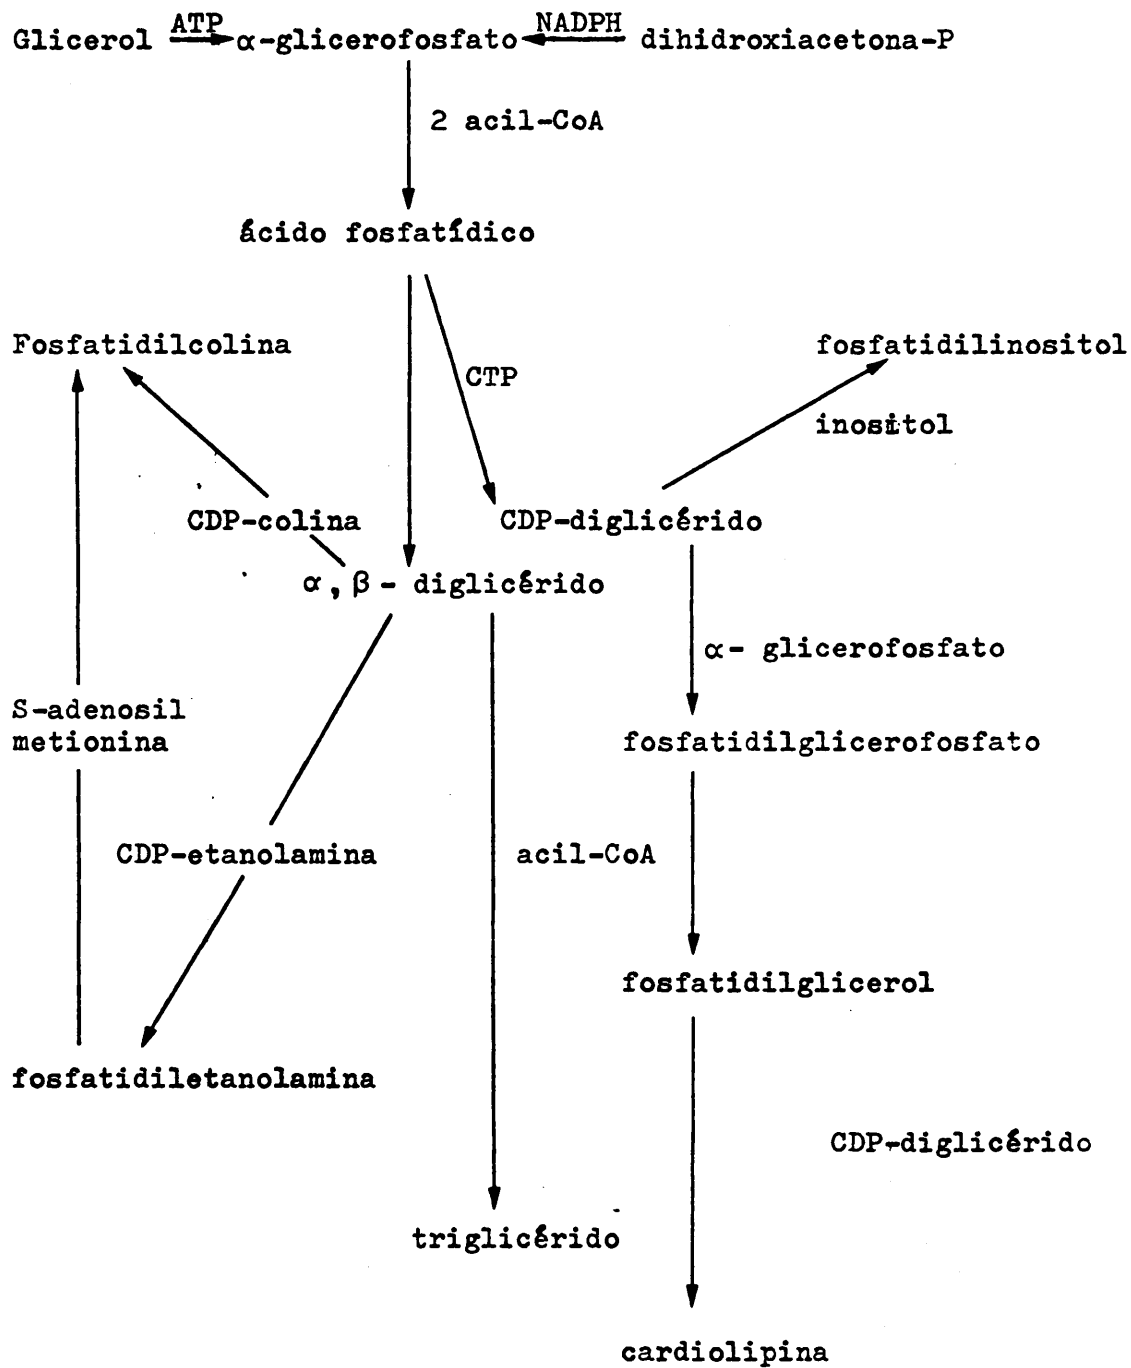 ATP NADPH
Glicerol α-glicerofosfato dihidroxiacetona-P
2 acil-CoA
ácido fosfatídico
Fosfatidilcolina fosfatidilinositol
CTP
inositol
CDP-colina CDP-diglicérido
α,β- diglicérido
α- glicerofosfato
S-adenosil
metionina fosfatidilglicerofosfato
CDP-etanolamina acil-CoA
fosfatidilglicerol
fosfatidiletanolamina
CDP-diglicérido
triglicérido
cardiolipina